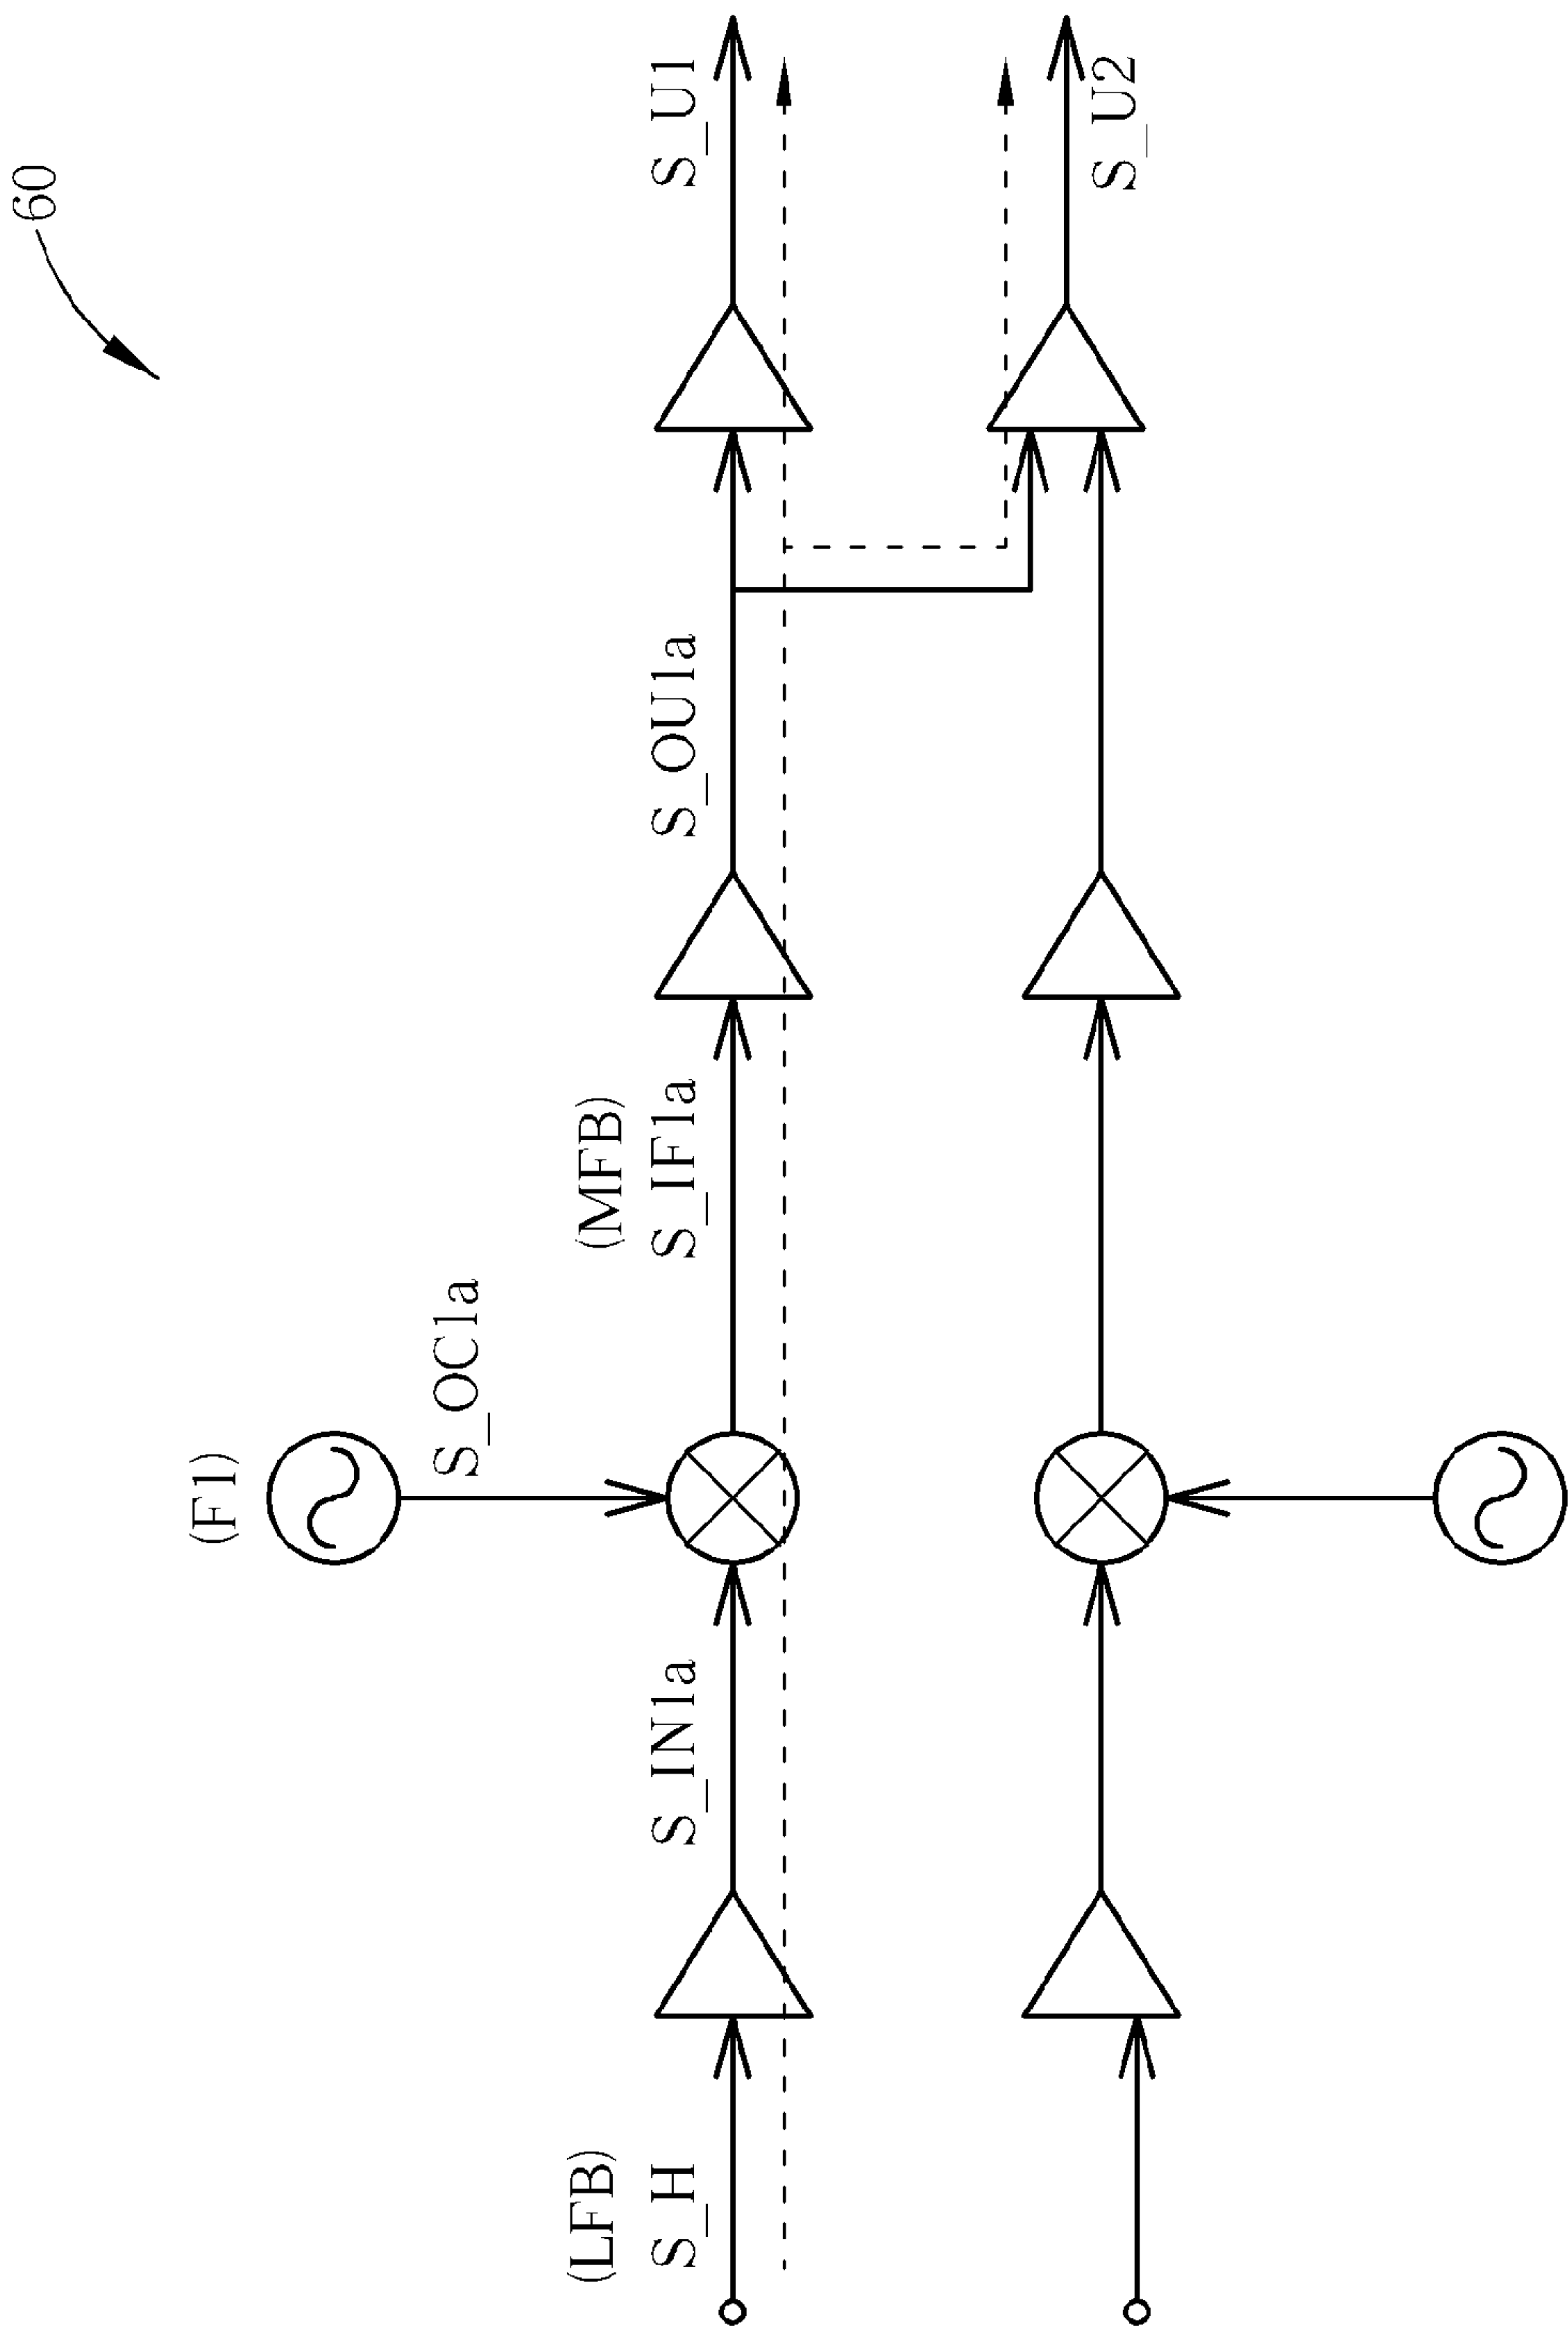 60
(F1)
S_OC1a
(LFB)
S_H
S_IN1a
(MFB)
S_IF1a
S_OU1a
S_U1
S_U2